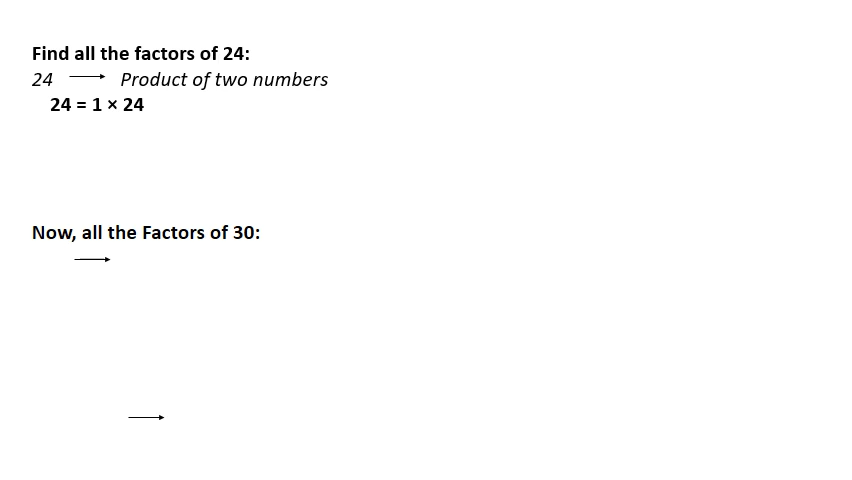 Find all the factors of 24:
24 → Product of two numbers
24 = 1 × 24
Now, all the Factors of 30:
→
→